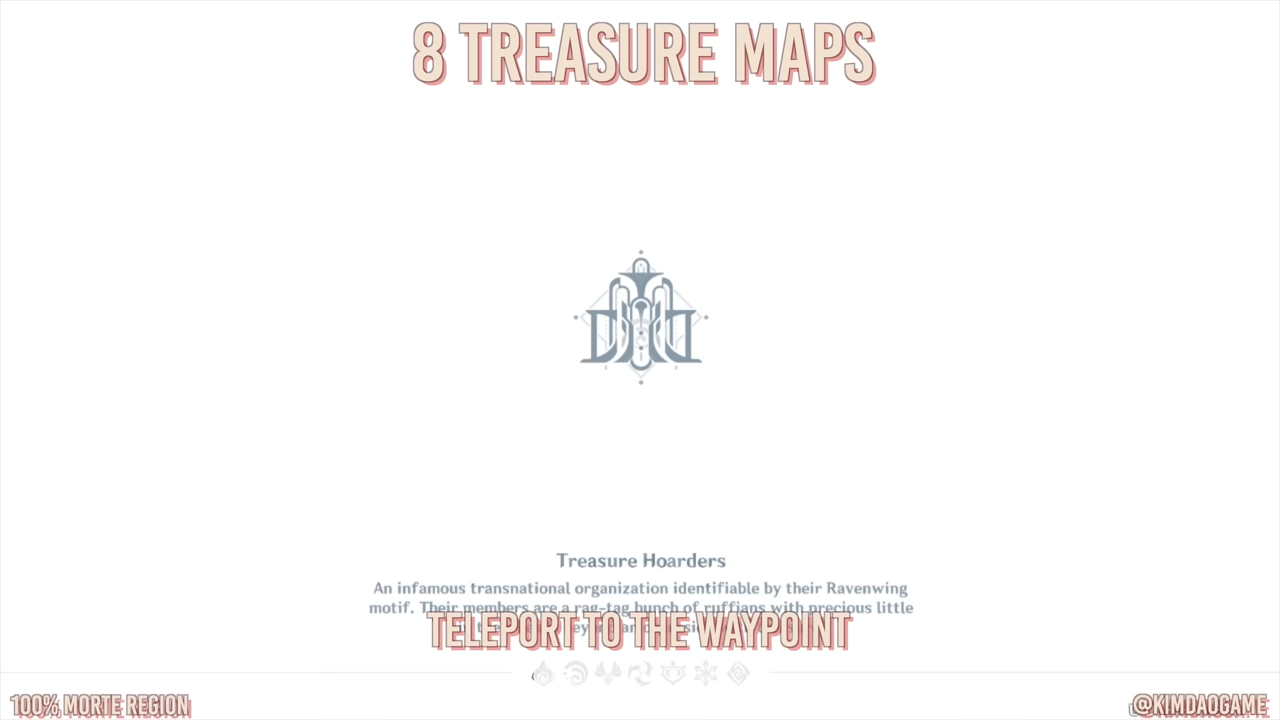 8 TREASURE MAPS
Treasure Hoarders
An infamous transnational organization identifiable by their Ravenwing
motif. Their members are a rag-tag bunch of ruffians with precious little
TELEPORT TO THE WAYPOINT
100% MORTE REGION
@KIMDAOGAME